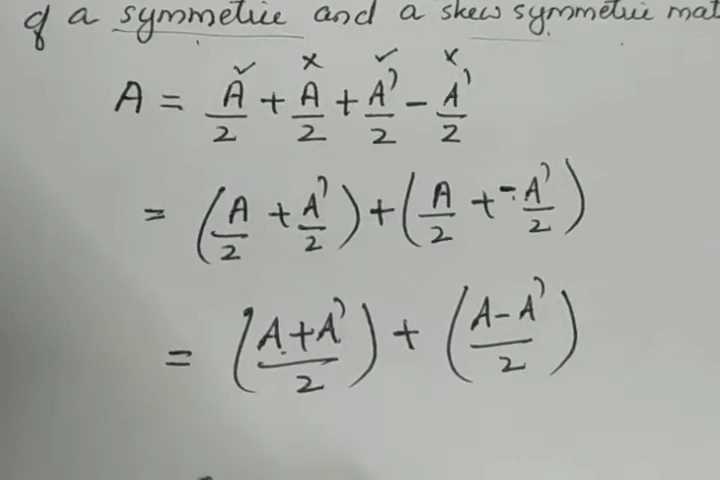 of a symmetric and a skew symmetric mat
✓ × ✓ ×
A = A/2 + A/2 + A'/2 - A'/2
= (A/2 + A'/2) + (A/2 + - A'/2)
= (A + A'/2) + (A - A'/2)